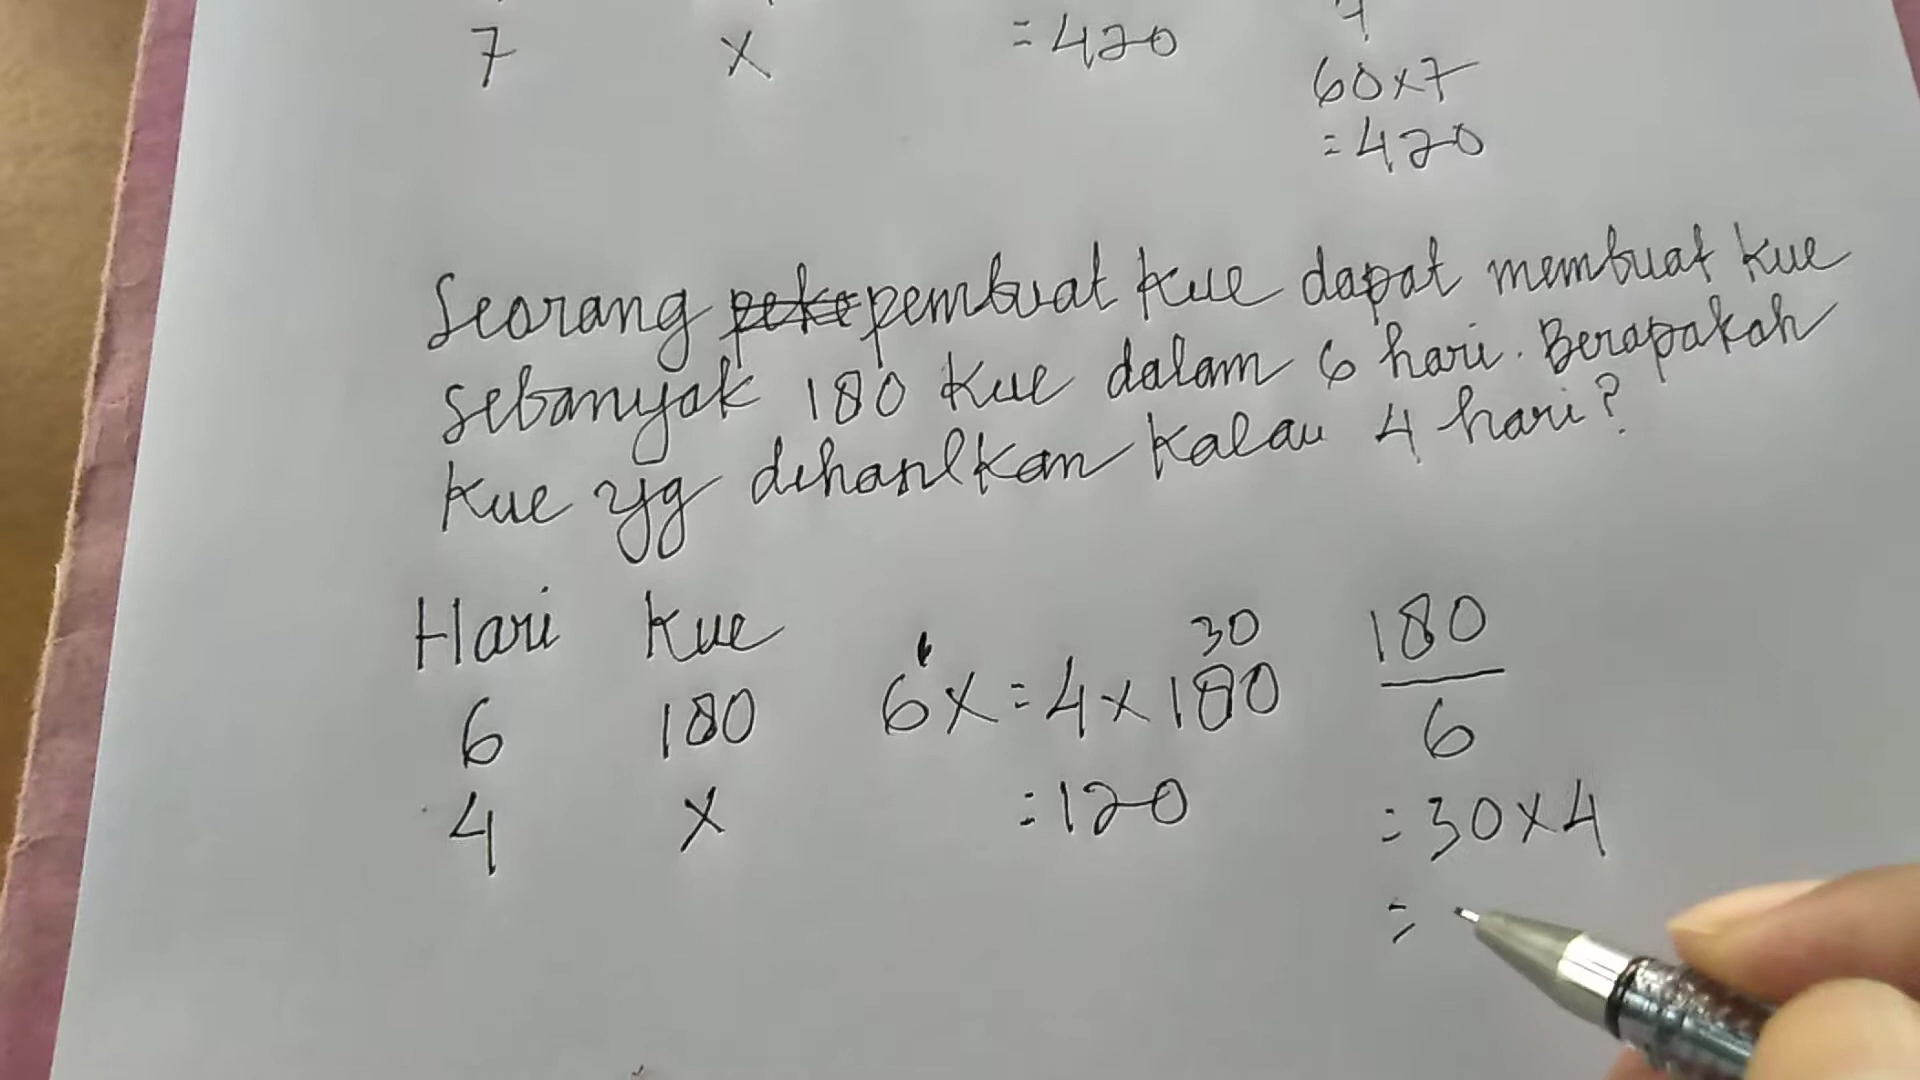 7 x =420
60x7
=420
Seorang pembuat kue dapat membuat kue
sebanyak 180 kue dalam 6 hari. Berapakah
kue yg dihasilkan kalau 4 hari?
Hari Kue
6 180
4 x
30
6x=4x180
=120
180
6
=30x4
=